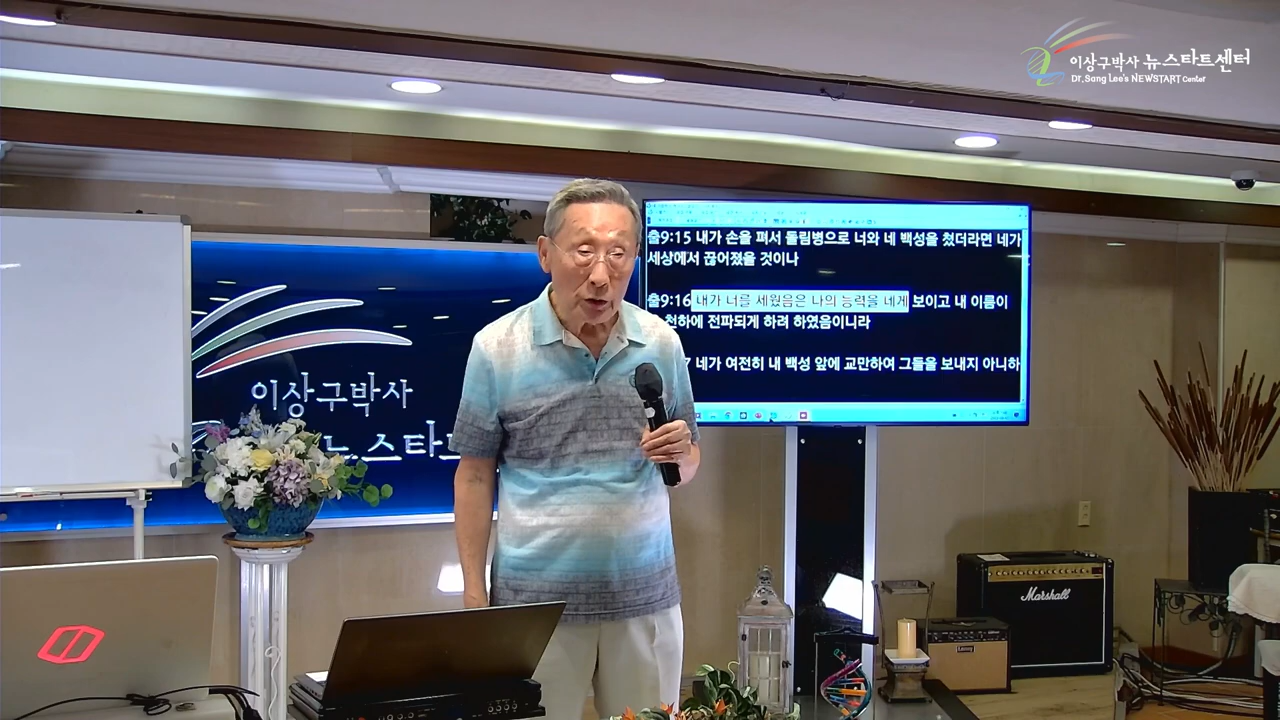 이상구박사 뉴스타트센터
Dr. Sang Lee's NEWSTART Center
출9:15 내가 손을 펴서 돌림병으로 너와 네 백성을 쳤더라면 네가
세상에서 끊어졌을 것이나
출9:16 내가 너를 세웠음은 나의 능력을 네게 보이고 내 이름이
천하에 전파되게 하려 하였음이니라
7 네가 여전히 내 백성 앞에 교만하여 그들을 보내지 아니하
이상구박사
뉴스타트
Marshall
Laney